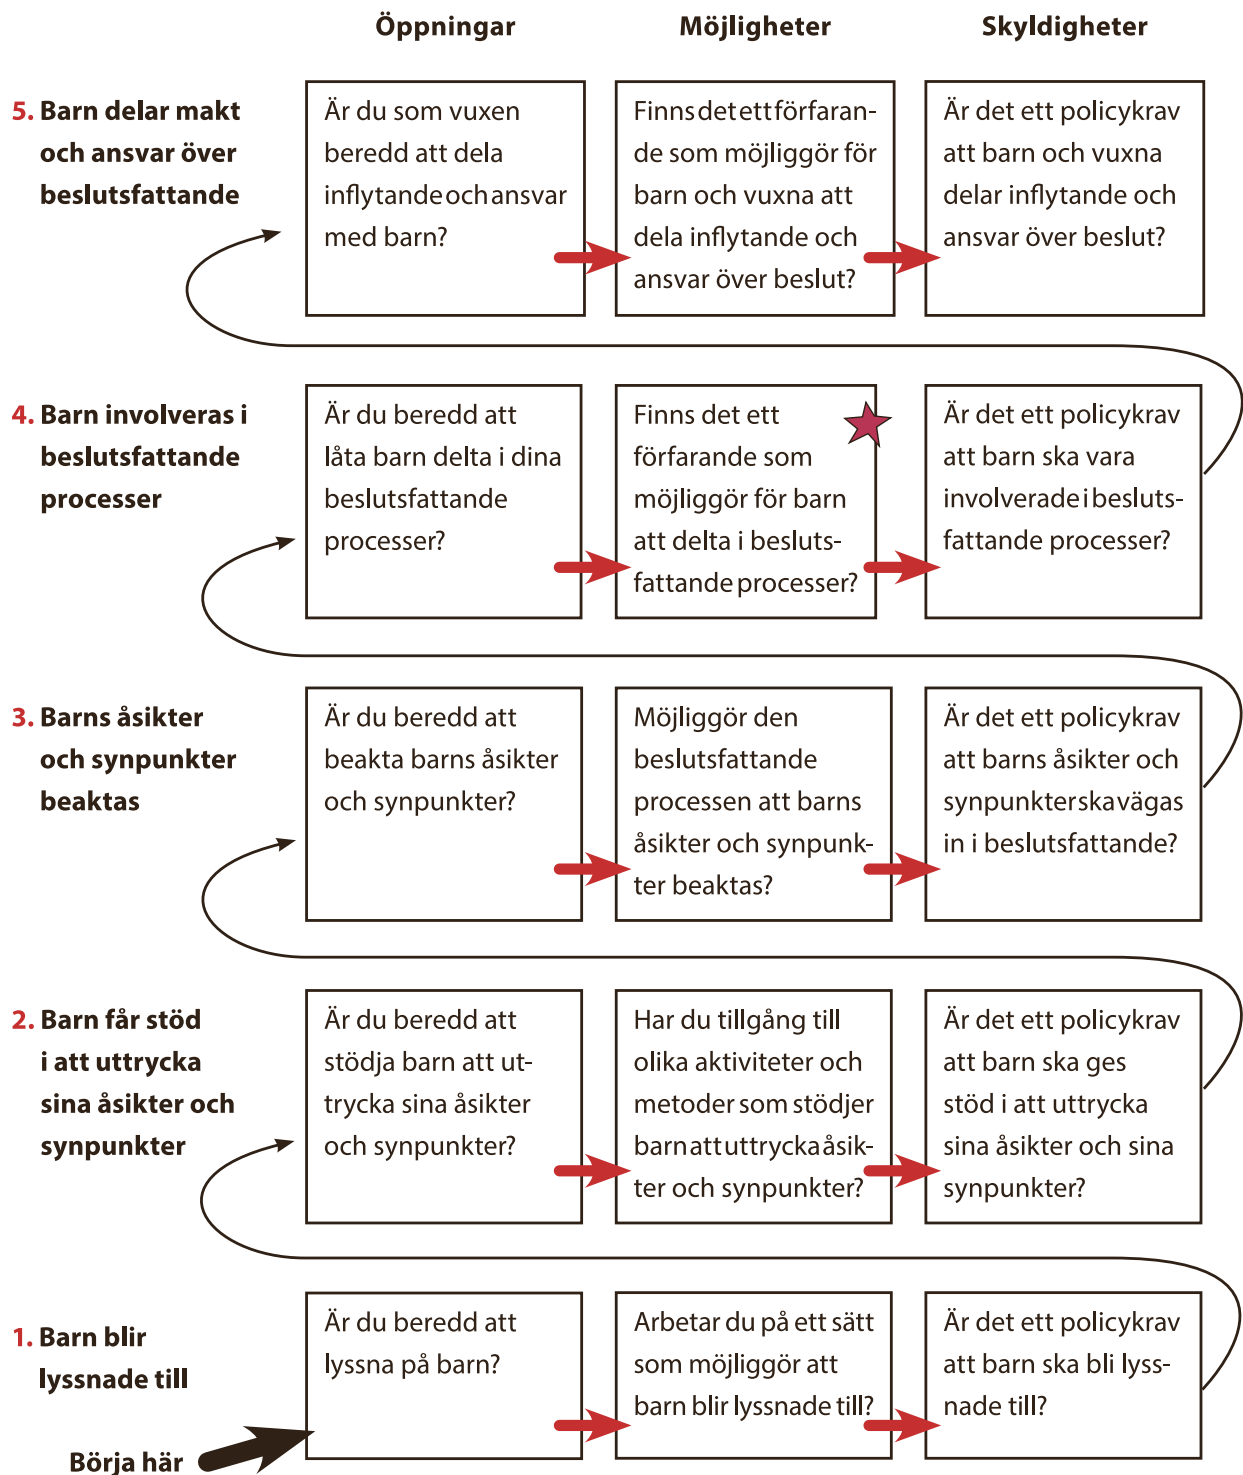 Öppningar Möjligheter Skyldigheter
5. Barn delar makt
och ansvar över
beslutsfattande
Är du som vuxen
beredd att dela
inflytande och ansvar
med barn?
Finns det ett förfaran-
de som möjliggör för
barn och vuxna att
dela inflytande och
ansvar över beslut?
Är det ett policykrav
att barn och vuxna
delar inflytande och
ansvar över beslut?
4. Barn involveras i
beslutsfattande
processer
Är du beredd att
låta barn delta i dina
beslutsfattande
processer?
Finns det ett
förfarande som
möjliggör för barn
att delta i besluts-
fattande processer?
Är det ett policykrav
att barn ska vara
involverade i besluts-
fattande processer?
3. Barns åsikter
och synpunkter
beaktas
Är du beredd att
beakta barns åsikter
och synpunkter?
Möjliggör den
beslutsfattande
processen att barns
åsikter och synpunk-
ter beaktas?
Är det ett policykrav
att barns åsikter och
synpunkter ska vägas
in i beslutsfattande?
2. Barn får stöd
i att uttrycka
sina åsikter och
synpunkter
Är du beredd att
stödja barn att ut-
trycka sina åsikter
och synpunkter?
Har du tillgång till
olika aktiviteter och
metoder som stödjer
barn att uttrycka åsik-
ter och synpunkter?
Är det ett policykrav
att barn ska ges
stöd i att uttrycka
sina åsikter och sina
synpunkter?
1. Barn blir
lyssnade till
Är du beredd att
lyssna på barn?
Arbetar du på ett sätt
som möjliggör att
barn blir lyssnade till?
Är det ett policykrav
att barn ska bli lyss-
nade till?
Börja här